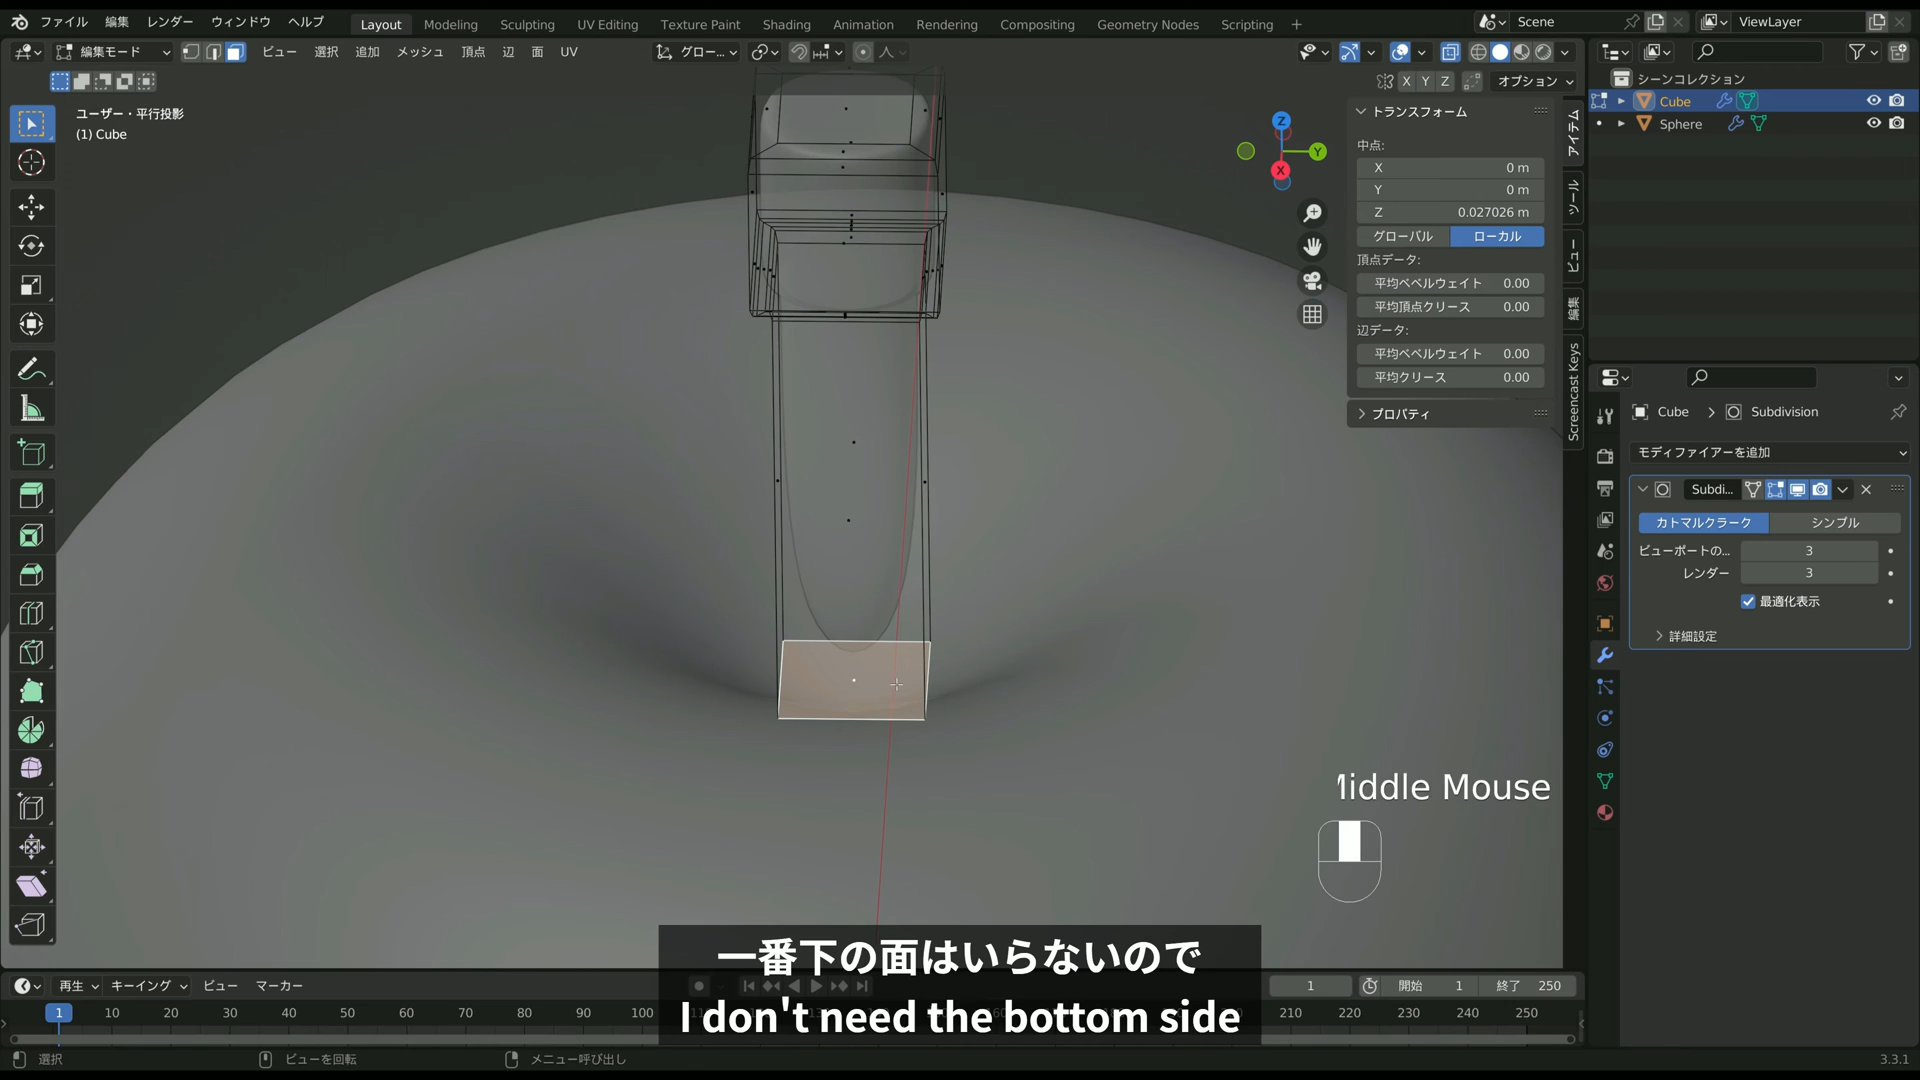 ファイル 編集 レンダー ウィンドウ ヘルプ Layout Modeling Sculpting UV Editing Texture Paint Shading Animation Rendering Compositing Geometry Nodes Scripting + Scene ViewLayer
編集モード ビュー 選択 追加 メッシュ 頂点 辺 面 UV グロー...
X Y Z オプション
ユーザー・平行投影
(1) Cube
Z
Y
X
トランスフォーム
中点:
X 0 m
Y 0 m
Z 0.027026 m
グローバル ローカル
頂点データ:
平均ベベルウェイト 0.00
平均頂点クリース 0.00
辺データ:
平均ベベルウェイト 0.00
平均クリース 0.00
プロパティ
アイテム
ツール
ビュー
編集
Screencast Keys
シーンコレクション
Cube
Sphere
Cube > Subdivision
モディファイアーを追加
Subdi...
カトマルクラーク シンプル
ビューポートの... 3
レンダー 3
最適化表示
詳細設定
iddle Mouse
一番下の面はいらないので
I don't need the bottom side
再生 キーイング ビュー マーカー 1 開始 1 終了 250
1 10 20 30 40 50 60 70 80 90 100 210 220 230 240 250
選択 ビューを回転 メニュー呼び出し 3.3.1